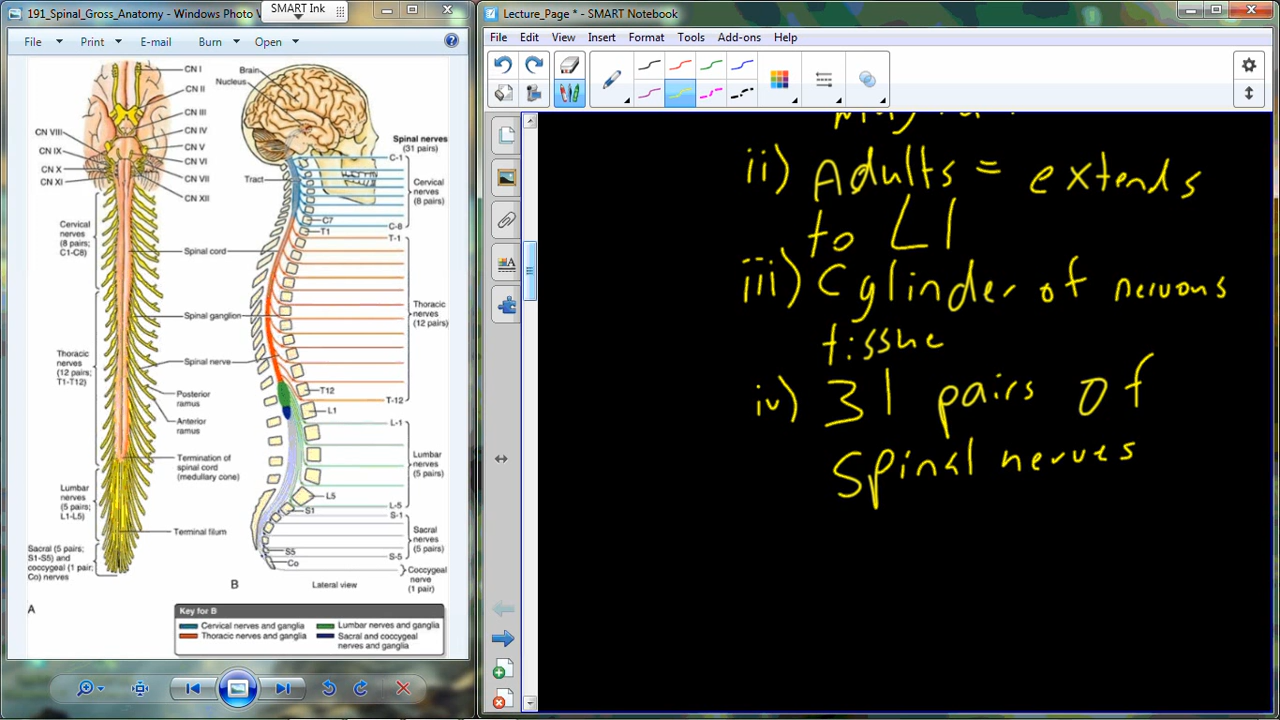 191_Spinal_Gross_Anatomy - Windows Photo V
SMART Ink
File Print E-mail Burn Open
CN I
CN II
CN III
CN IV
CN V
CN VI
CN VII
CN XII
CN VIII
CN IX
CN X
CN XI
Cervical
nerves
(8 pairs;
C1-C8)
Spinal cord
Spinal ganglion
Spinal nerve
Thoracic
nerves
(12 pairs;
T1-T12)
Posterior
ramus
Anterior
ramus
Termination of
spinal cord
(medullary cone)
Lumbar
nerves
(5 pairs;
L1-L5)
Terminal filum
Sacral (5 pairs;
S1-S5) and
coccygeal (1 pair;
Co) nerves
A
Brain
Nucleus
Tract
Spinal nerves
(31 pairs)
C-1
Cervical
nerves
(8 pairs)
C7
C-8
T1
T-1
Thoracic
nerves
(12 pairs)
T12
T-12
L1
L-1
Lumbar
nerves
(5 pairs)
L5
L-5
S1
S-1
Sacral
nerves
(5 pairs)
S5
S-5
Co
Coccygeal
nerve
(1 pair)
B
Lateral view
Key for B
Cervical nerves and ganglia
Lumbar nerves and ganglia
Thoracic nerves and ganglia
Sacral and coccygeal
nerves and ganglia
Lecture_Page * - SMART Notebook
File Edit View Insert Format Tools Add-ons Help
ii) Adults = extends
to L1
iii) Cylinder of nervous
tissue
iv) 31 pairs of
Spinal nerves